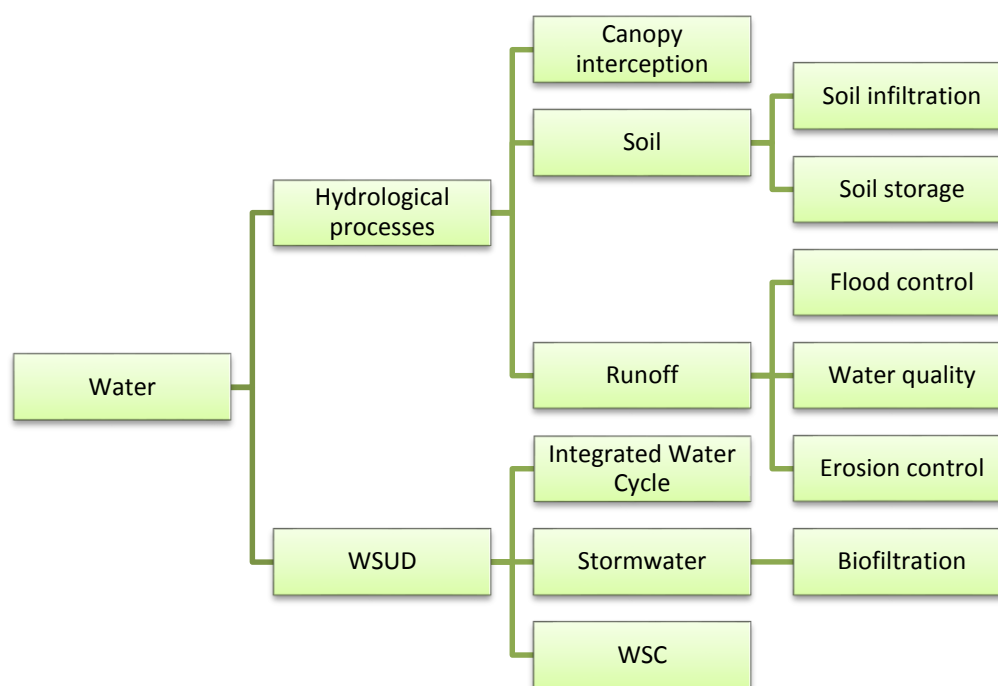 Canopy
interception
Soil infiltration
Soil
Soil storage
Hydrological
processes
Flood control
Water
Runoff
Water quality
Integrated Water
Cycle
Erosion control
WSUD
Stormwater
Biofiltration
WSC